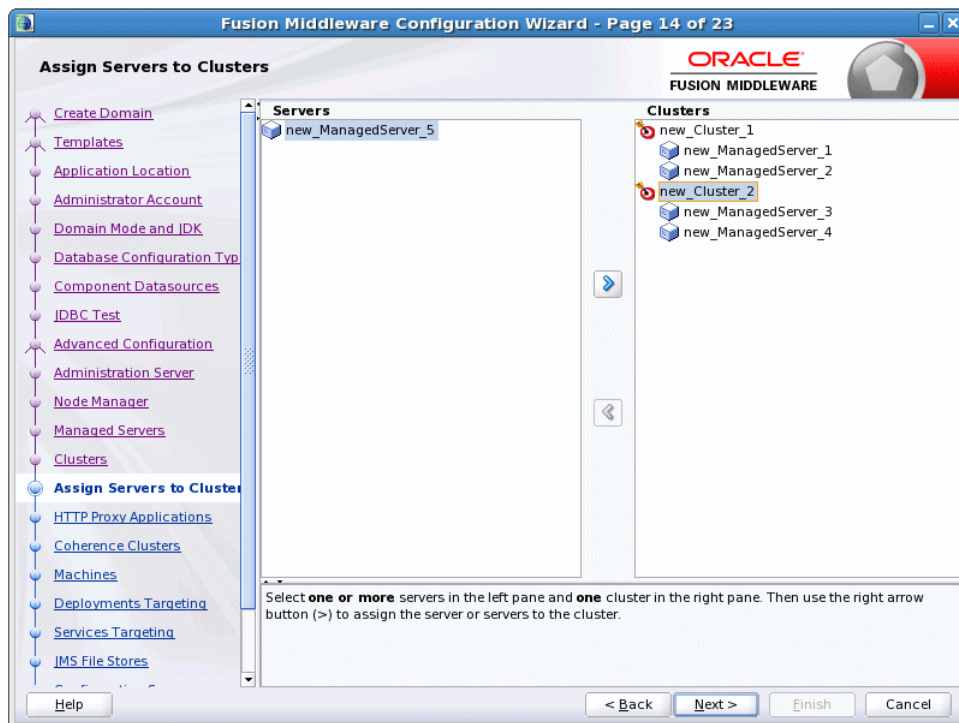 Fusion Middleware Configuration Wizard - Page 14 of 23
Assign Servers to Clusters
ORACLE
FUSION MIDDLEWARE
Create Domain
Templates
Application Location
Administrator Account
Domain Mode and JDK
Database Configuration Typ
Component Datasources
JDBC Test
Advanced Configuration
Administration Server
Node Manager
Managed Servers
Clusters
Assign Servers to Cluster
HTTP Proxy Applications
Coherence Clusters
Machines
Deployments Targeting
Services Targeting
JMS File Stores
Servers
new_ManagedServer_5
Clusters
new_Cluster_1
new_ManagedServer_1
new_ManagedServer_2
new_Cluster_2
new_ManagedServer_3
new_ManagedServer_4
Select one or more servers in the left pane and one cluster in the right pane. Then use the right arrow
button (>) to assign the server or servers to the cluster.
Help
< Back
Next >
Finish
Cancel